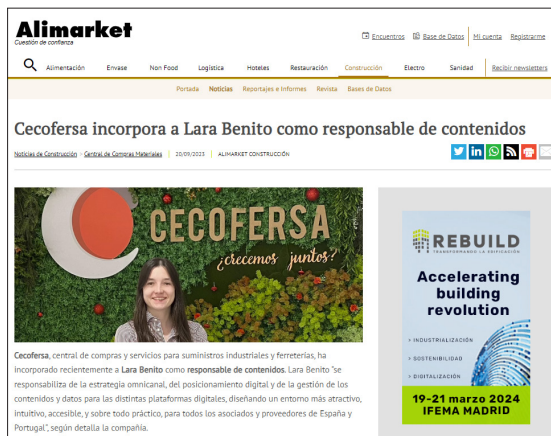 Alimarket
Cuestión de confianza
Encuentros Base de Datos Mi cuenta Registrarme
Alimentación Envase Non Food Logística Hoteles Restauración Construcción Electro Sanidad Recibir newsletters
Portada Noticias Reportajes e Informes Revista Bases de Datos
Cecofersa incorpora a Lara Benito como responsable de contenidos
Noticias de Construcción > Central de Compras Materiales 20/09/2023 ALIMARKET CONSTRUCCIÓN
CECOFERSA
¿crecemos juntos?
Cecofersa, central de compras y servicios para suministros industriales y ferreterías, ha
incorporado recientemente a Lara Benito como responsable de contenidos. Lara Benito "se
responsabiliza de la estrategia omnicanal, del posicionamiento digital y de la gestión de los
contenidos y datos para las distintas plataformas digitales, diseñando un entorno más atractivo,
intuitivo, accesible, y sobre todo práctico, para todos los asociados y proveedores de España y
Portugal", según detalla la compañía.
REBUILD
TRANSFORMANDO LA EDIFICACIÓN
Accelerating
building
revolution
› INDUSTRIALIZACIÓN
› SOSTENIBILIDAD
› DIGITALIZACIÓN
19-21 marzo 2024
IFEMA MADRID